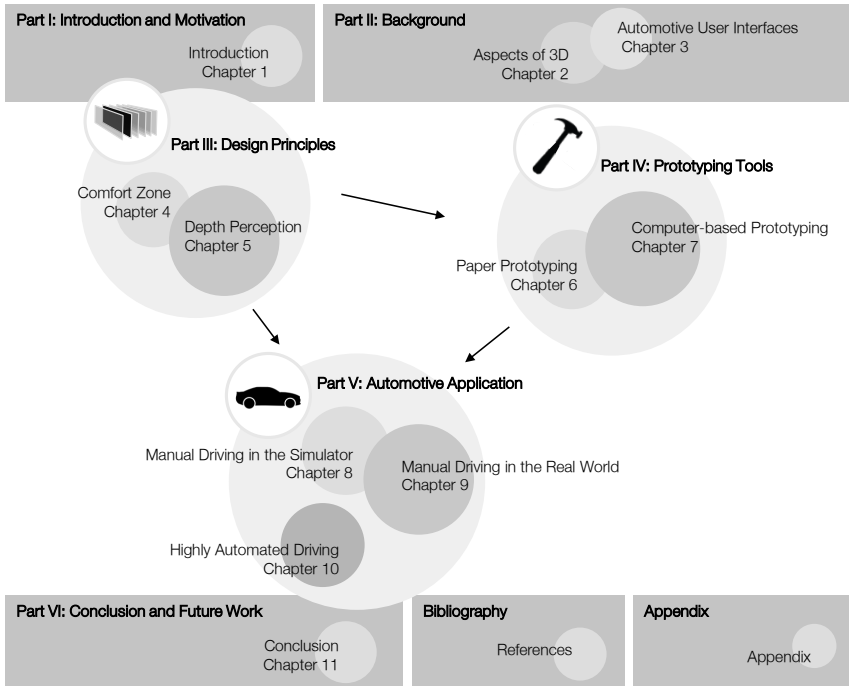 Part I: Introduction and Motivation
Introduction
Chapter 1
Part II: Background
Aspects of 3D
Chapter 2
Automotive User Interfaces
Chapter 3
Part III: Design Principles
Comfort Zone
Chapter 4
Depth Perception
Chapter 5
Part IV: Prototyping Tools
Computer-based Prototyping
Chapter 7
Paper Prototyping
Chapter 6
Part V: Automotive Application
Manual Driving in the Simulator
Chapter 8
Manual Driving in the Real World
Chapter 9
Highly Automated Driving
Chapter 10
Part VI: Conclusion and Future Work
Conclusion
Chapter 11
Bibliography
References
Appendix
Appendix